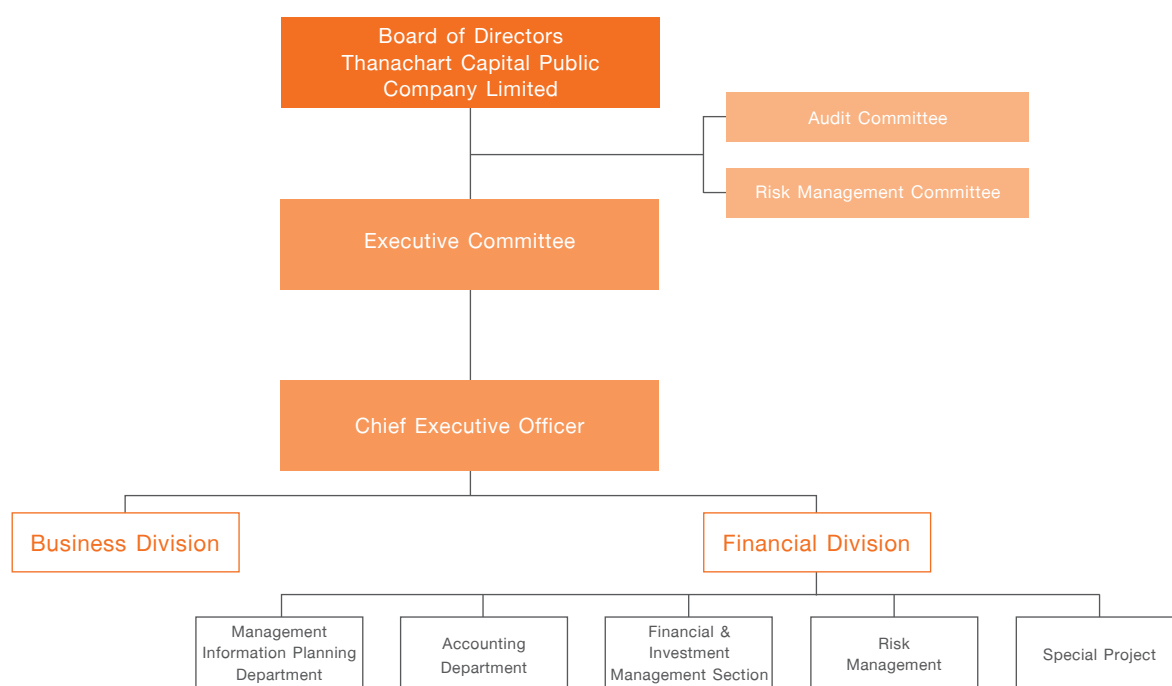 Board of Directors
Thanachart Capital Public
Company Limited
Audit Committee
Risk Management Committee
Executive Committee
Chief Executive Officer
Business Division
Financial Division
Management
Information Planning
Department
Accounting
Department
Financial &
Investment
Management Section
Risk
Management
Special Project